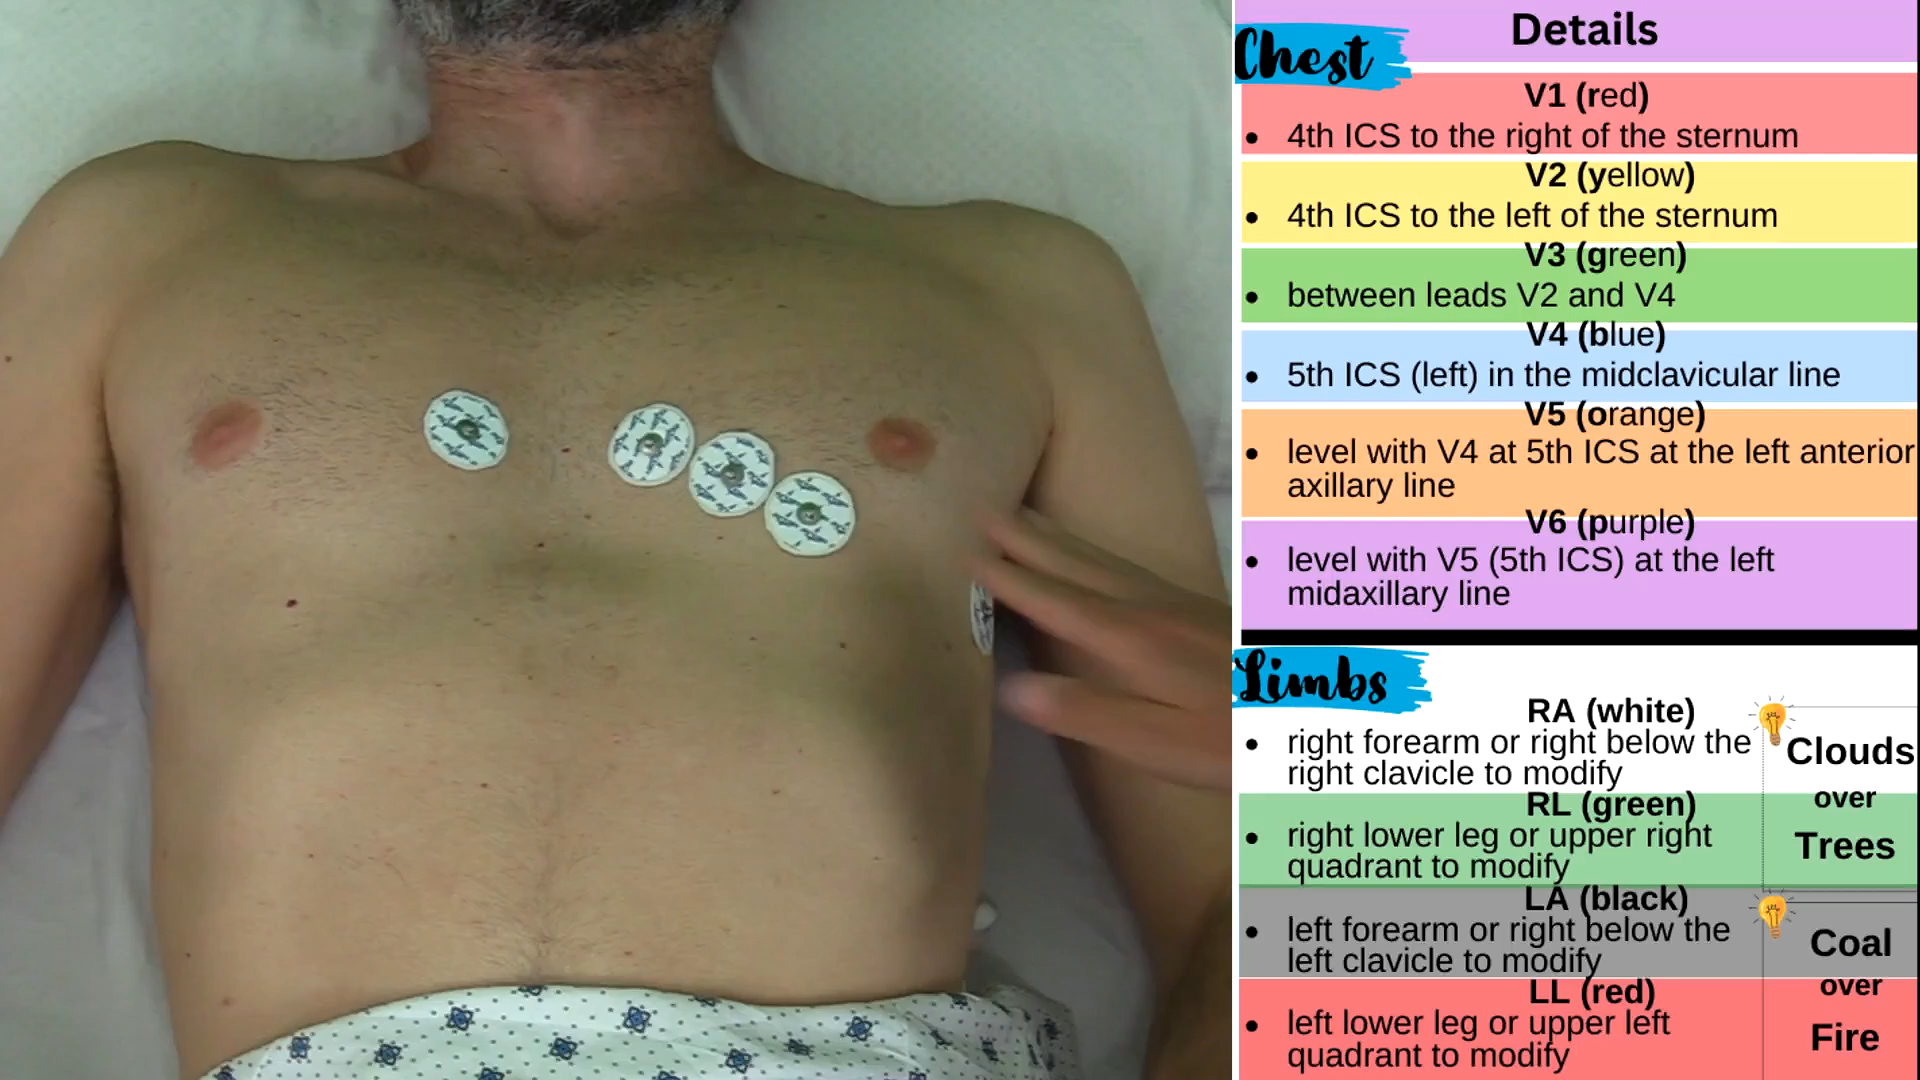 Details
Chest
V1 (red)
• 4th ICS to the right of the sternum
V2 (yellow)
• 4th ICS to the left of the sternum
V3 (green)
• between leads V2 and V4
V4 (blue)
• 5th ICS (left) in the midclavicular line
V5 (orange)
• level with V4 at 5th ICS at the left anterior
axillary line
V6 (purple)
• level with V5 (5th ICS) at the left
midaxillary line
Limbs
RA (white)
• right forearm or right below the
right clavicle to modify
RL (green)
• right lower leg or upper right
quadrant to modify
Clouds
over
Trees
LA (black)
• left forearm or right below the
left clavicle to modify
LL (red)
• left lower leg or upper left
quadrant to modify
Coal
over
Fire